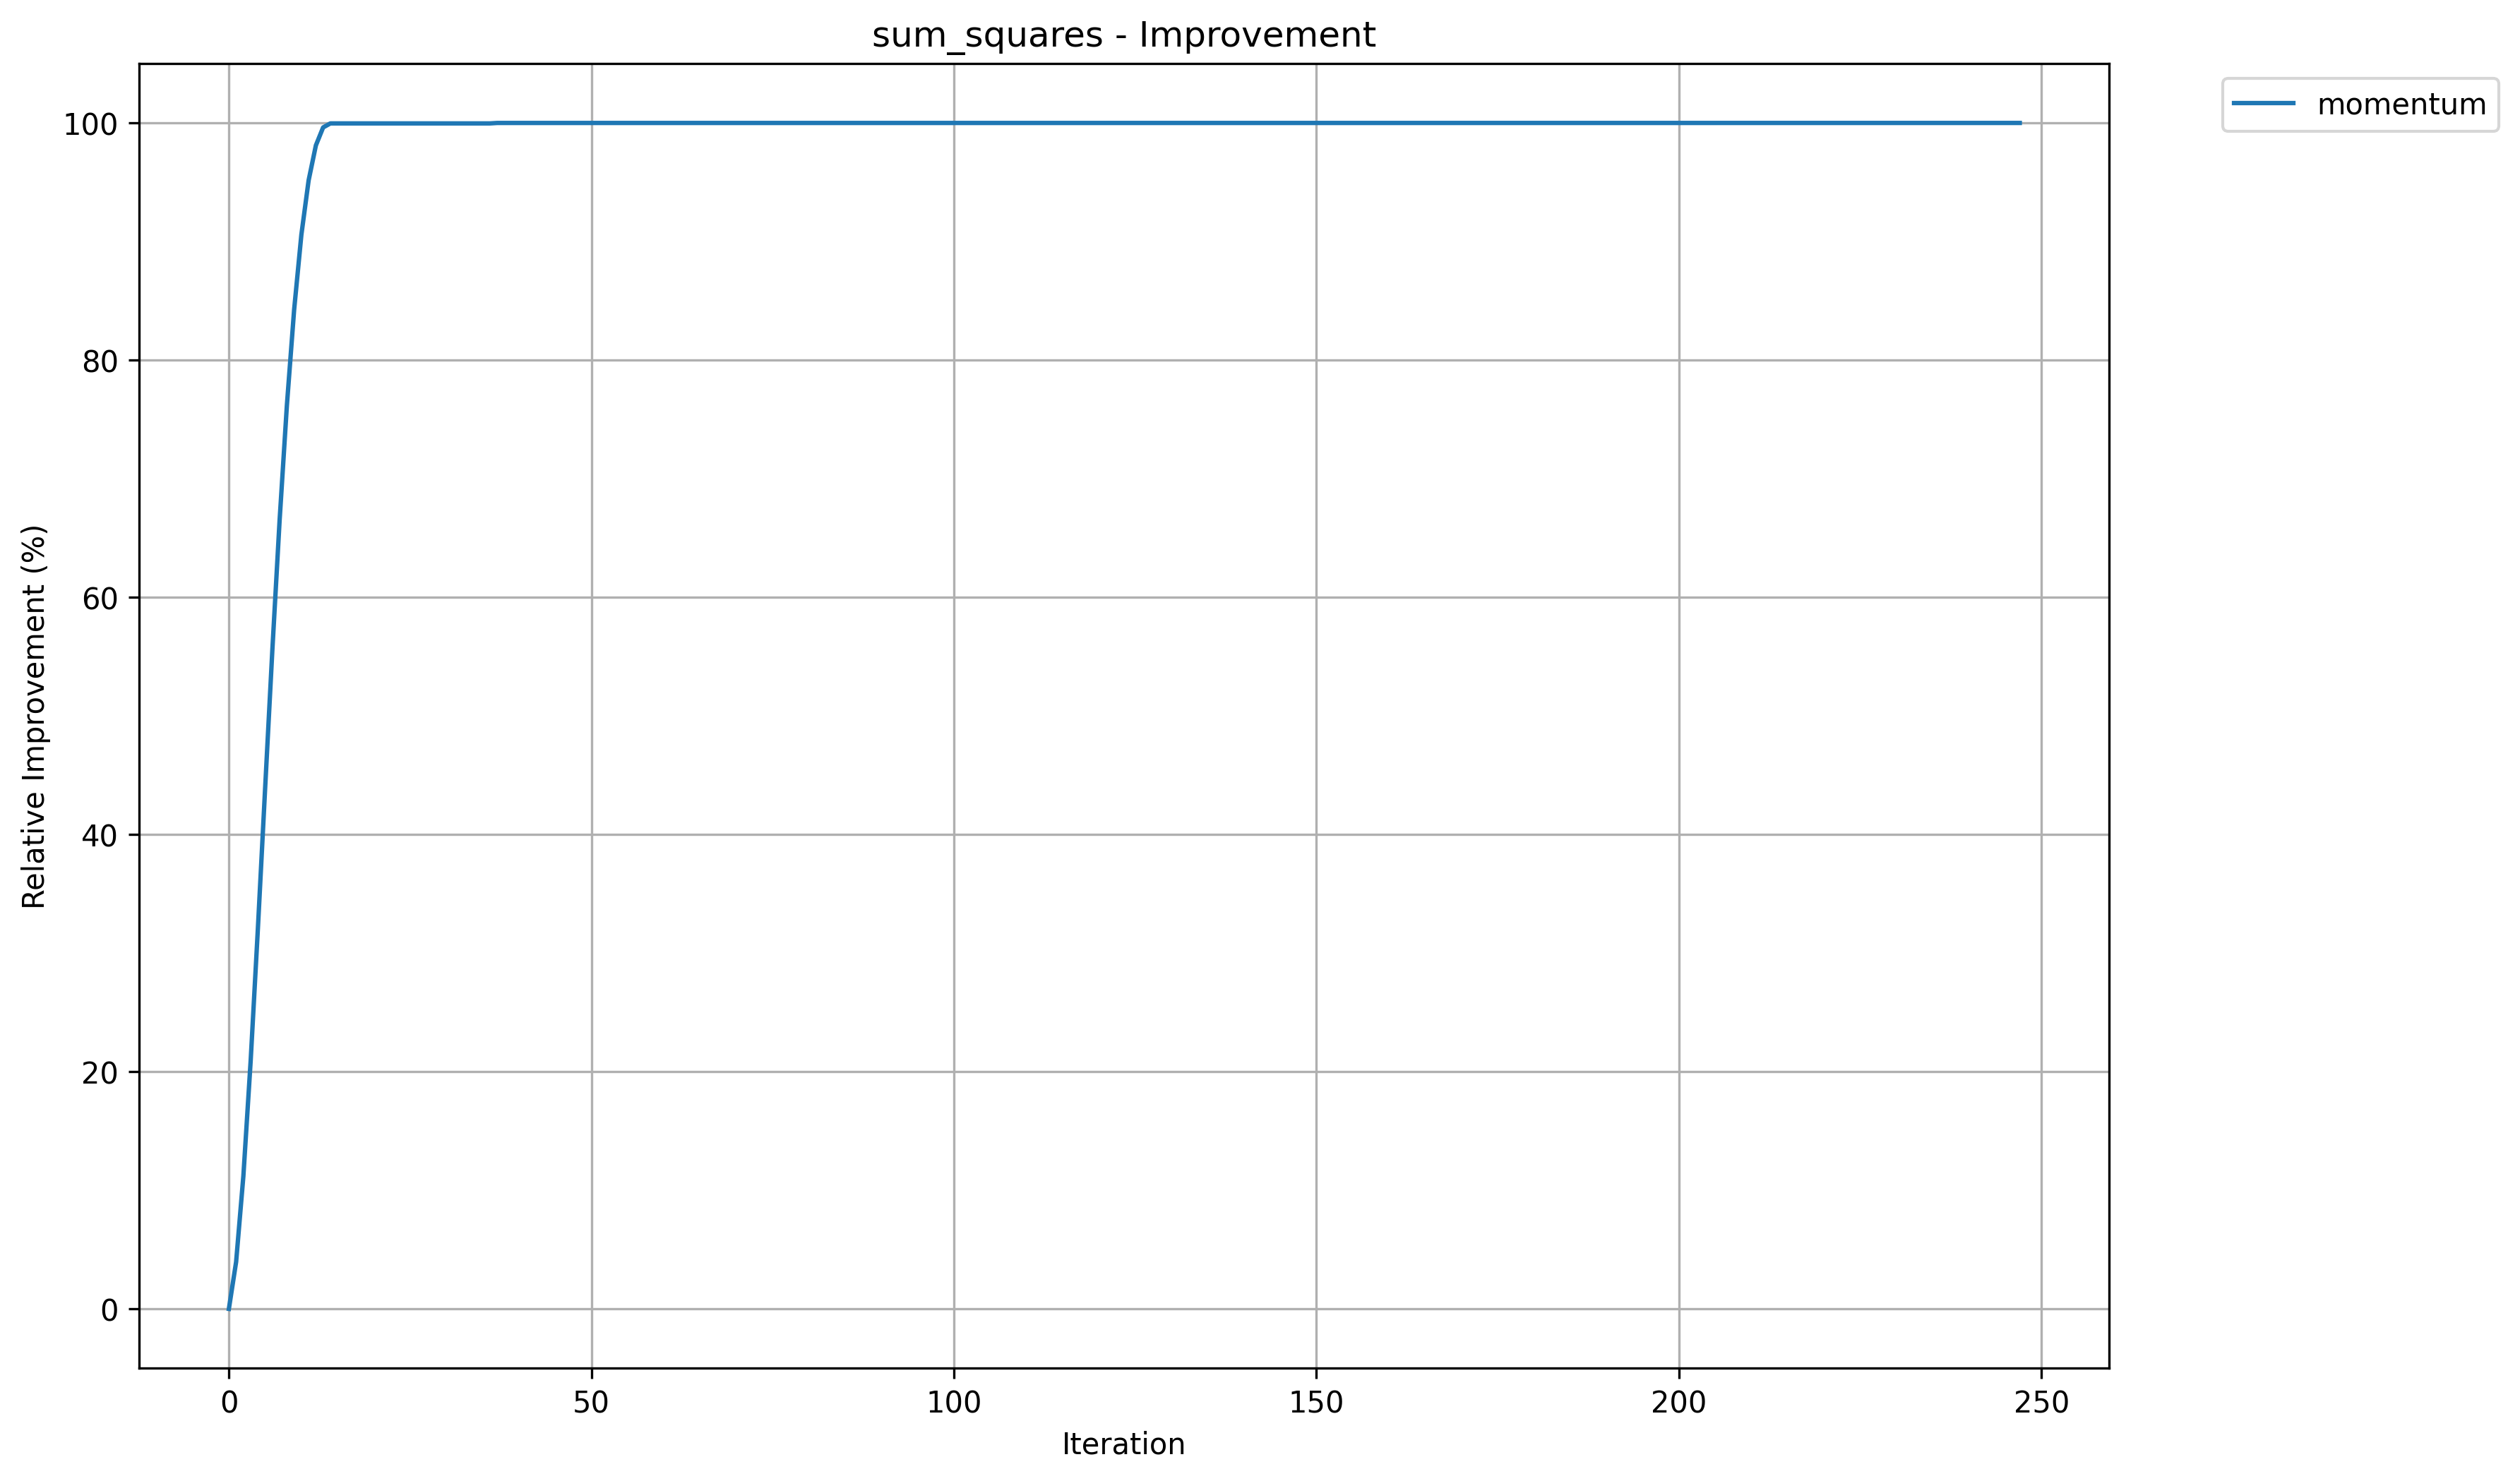 sum_squares - Improvement
momentum
Relative Improvement (%)
100
80
60
40
20
0
0 50 100 150 200 250
Iteration